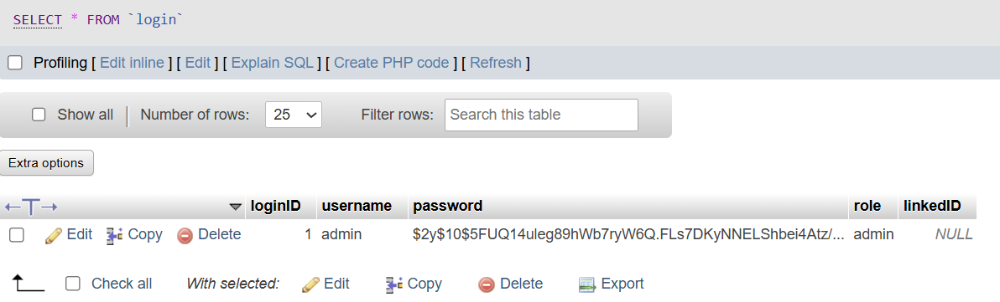 SELECT * FROM `login`
Profiling [ Edit inline ] [ Edit ] [ Explain SQL ] [ Create PHP code ] [ Refresh ]
Show all | Number of rows: 25 Filter rows: Search this table
Extra options
←T→ loginID username password role linkedID
Edit Copy Delete 1 admin $2y$10$5FUQ14uleg89hWb7ryW6Q.FLs7DKyNNELShbei4Atz/... admin NULL
Check all With selected: Edit Copy Delete Export